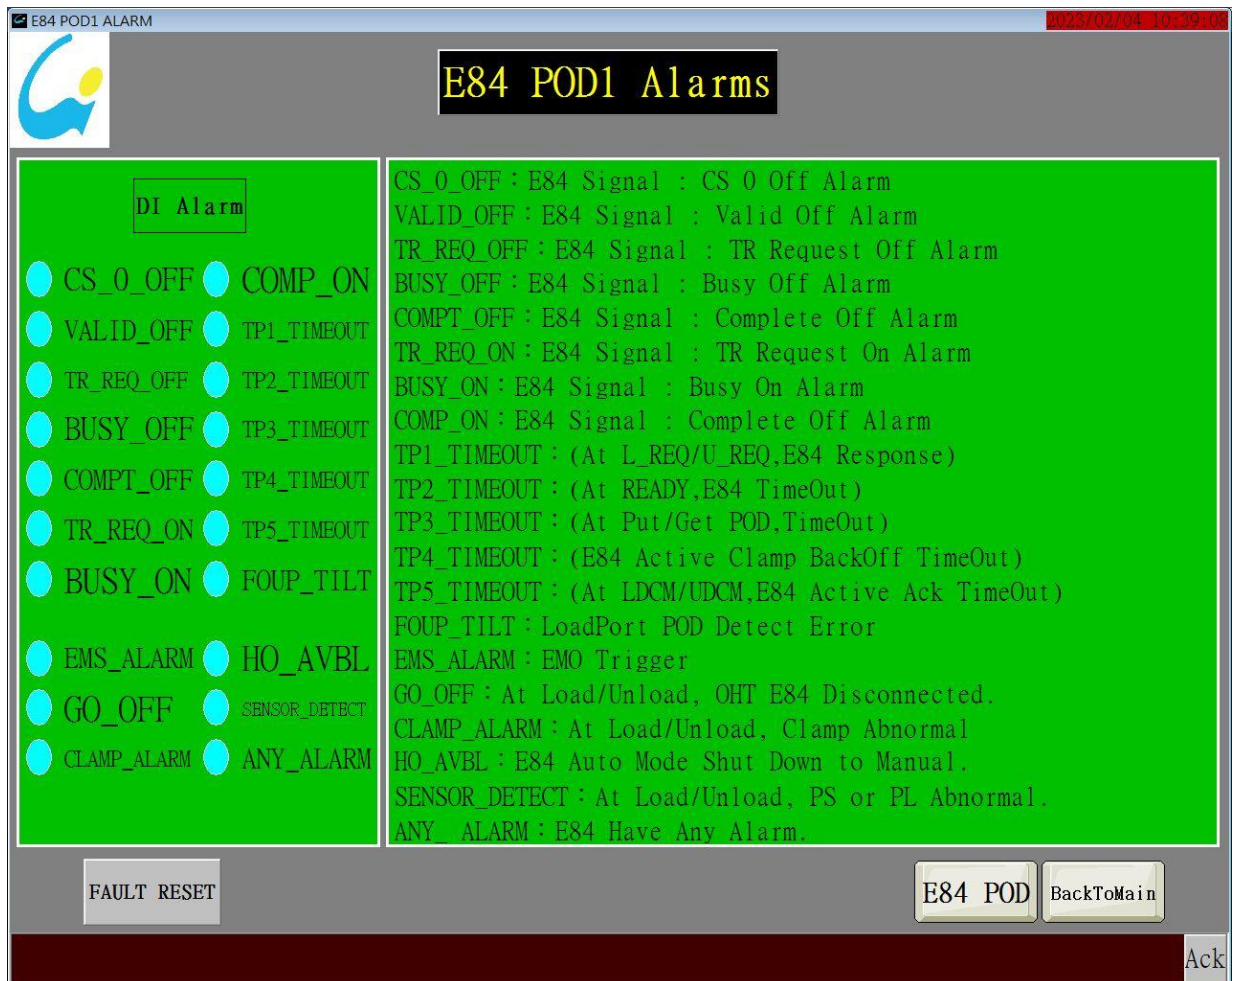 E84 POD1 ALARM
2023/02/04 10:39:08
E84 POD1 Alarms
DI Alarm
CS_0_OFF COMP_ON
VALID_OFF TP1_TIMEOUT
TR_REQ_OFF TP2_TIMEOUT
BUSY_OFF TP3_TIMEOUT
COMPT_OFF TP4_TIMEOUT
TR_REQ_ON TP5_TIMEOUT
BUSY_ON FOUP_TILT
EMS_ALARM HO_AVBL
GO_OFF SENSOR_DETECT
CLAMP_ALARM ANY_ALARM
CS_0_OFF：E84 Signal : CS 0 Off Alarm
VALID_OFF：E84 Signal : Valid Off Alarm
TR_REQ_OFF：E84 Signal : TR Request Off Alarm
BUSY_OFF：E84 Signal : Busy Off Alarm
COMPT_OFF：E84 Signal : Complete Off Alarm
TR_REQ_ON：E84 Signal : TR Request On Alarm
BUSY_ON：E84 Signal : Busy On Alarm
COMP_ON：E84 Signal : Complete Off Alarm
TP1_TIMEOUT：(At L_REQ/U_REQ,E84 Response)
TP2_TIMEOUT：(At READY,E84 TimeOut)
TP3_TIMEOUT：(At Put/Get POD,TimeOut)
TP4_TIMEOUT：(E84 Active Clamp BackOff TimeOut)
TP5_TIMEOUT：(At LDCM/UDCM,E84 Active Ack TimeOut)
FOUP_TILT：LoadPort POD Detect Error
EMS_ALARM：EMO Trigger
GO_OFF：At Load/Unload, OHT E84 Disconnected.
CLAMP_ALARM：At Load/Unload, Clamp Abnormal
HO_AVBL：E84 Auto Mode Shut Down to Manual.
SENSOR_DETECT：At Load/Unload, PS or PL Abnormal.
ANY_ ALARM：E84 Have Any Alarm.
FAULT RESET
E84 POD
BackToMain
Ack